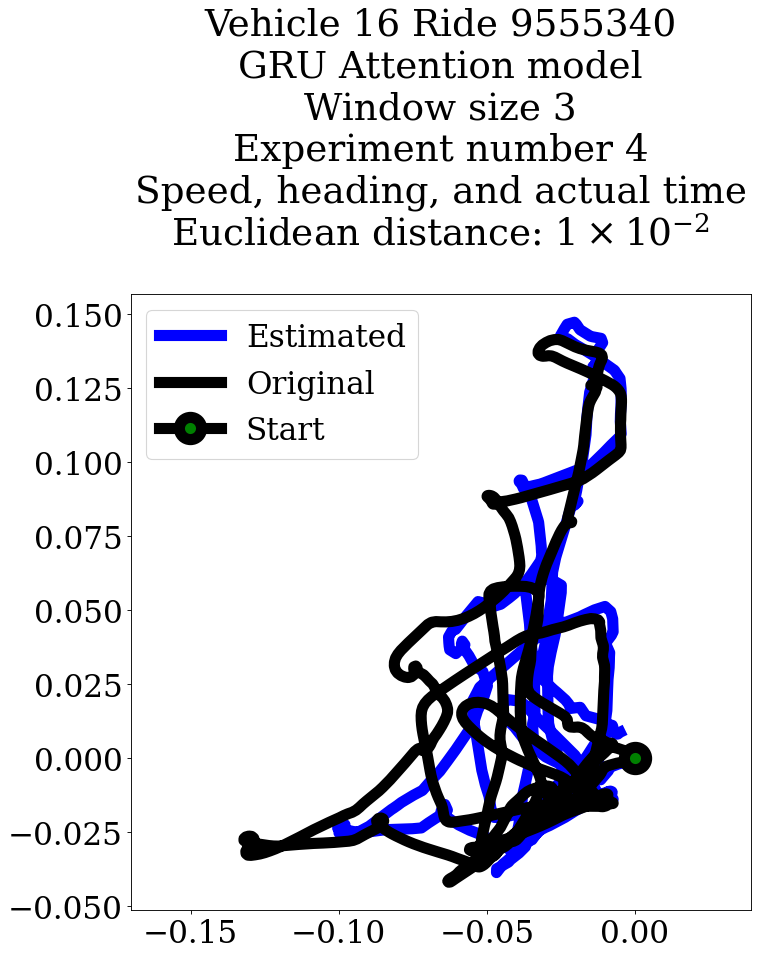 Vehicle 16 Ride 9555340
GRU Attention model
Window size 3
Experiment number 4
Speed, heading, and actual time
Euclidean distance: 1 × 10⁻²
0.150
0.125
0.100
0.075
0.050
0.025
0.000
−0.025
−0.050
Estimated
Original
Start
−0.15 −0.10 −0.05 0.00